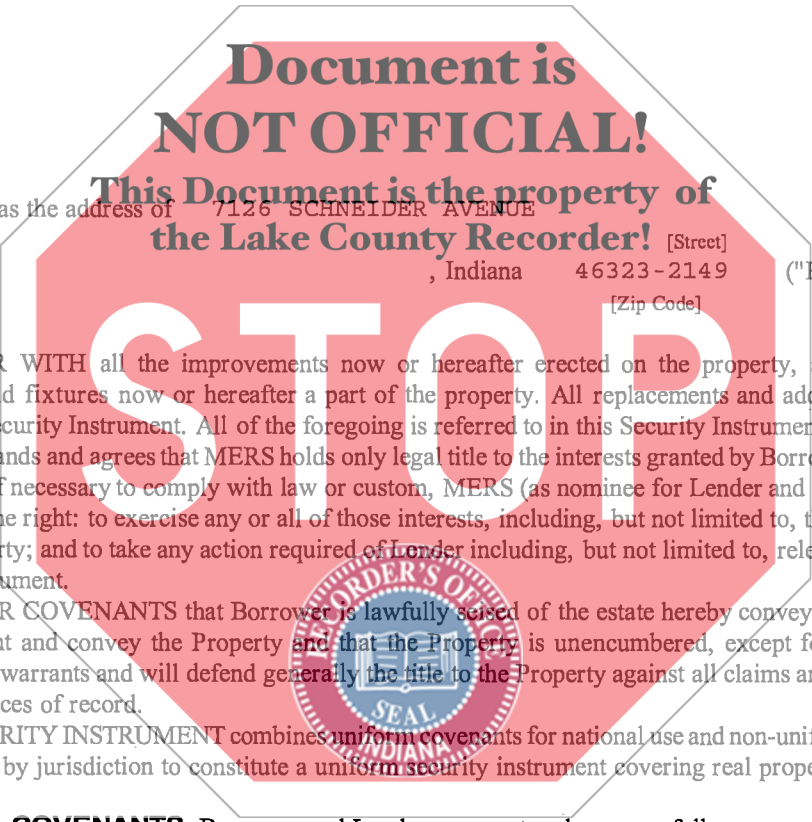 Document is
NOT OFFICIAL!
This Document is the property of
as the address of 7126 SCHNEIDER AVENUE
the Lake County Recorder! [Street]
, Indiana 46323-2149 ("
[Zip Code]
STOP
R WITH all the improvements now or hereafter erected on the property,
d fixtures now or hereafter a part of the property. All replacements and add
curity Instrument. All of the foregoing is referred to in this Security Instrumen
ands and agrees that MERS holds only legal title to the interests granted by Borro
f necessary to comply with law or custom, MERS (as nominee for Lender and
he right: to exercise any or all of those interests, including, but not limited to, t
rty; and to take any action required of Lender including, but not limited to, rele
ument.
R COVENANTS that Borrower is lawfully seised of the estate hereby convey
nt and convey the Property and that the Property is unencumbered, except fo
warrants and will defend generally the title to the Property against all claims an
ces of record.
RITY INSTRUMENT combines uniform covenants for national use and non-unif
by jurisdiction to constitute a uniform security instrument covering real prope
RECORDER'S OFFICE
SEAL
INDIANA
COVENANTS